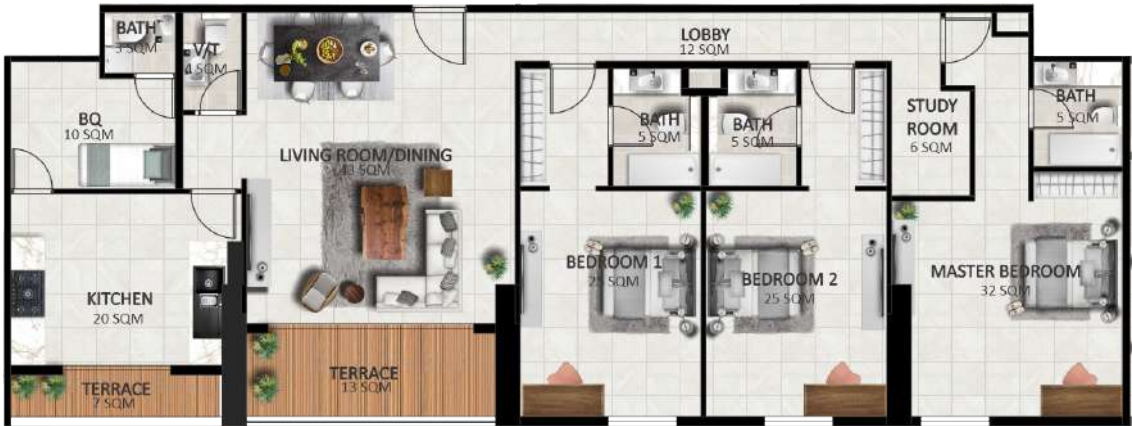 BATH
3 SQM
V/T
4 SQM
LOBBY
12 SQM
BQ
10 SQM
LIVING ROOM/DINING
43 SQM
BATH
5 SQM
BATH
5 SQM
STUDY
ROOM
6 SQM
BATH
5 SQM
KITCHEN
20 SQM
BEDROOM 1
25 SQM
BEDROOM 2
25 SQM
MASTER BEDROOM
32 SQM
TERRACE
7 SQM
TERRACE
13 SQM